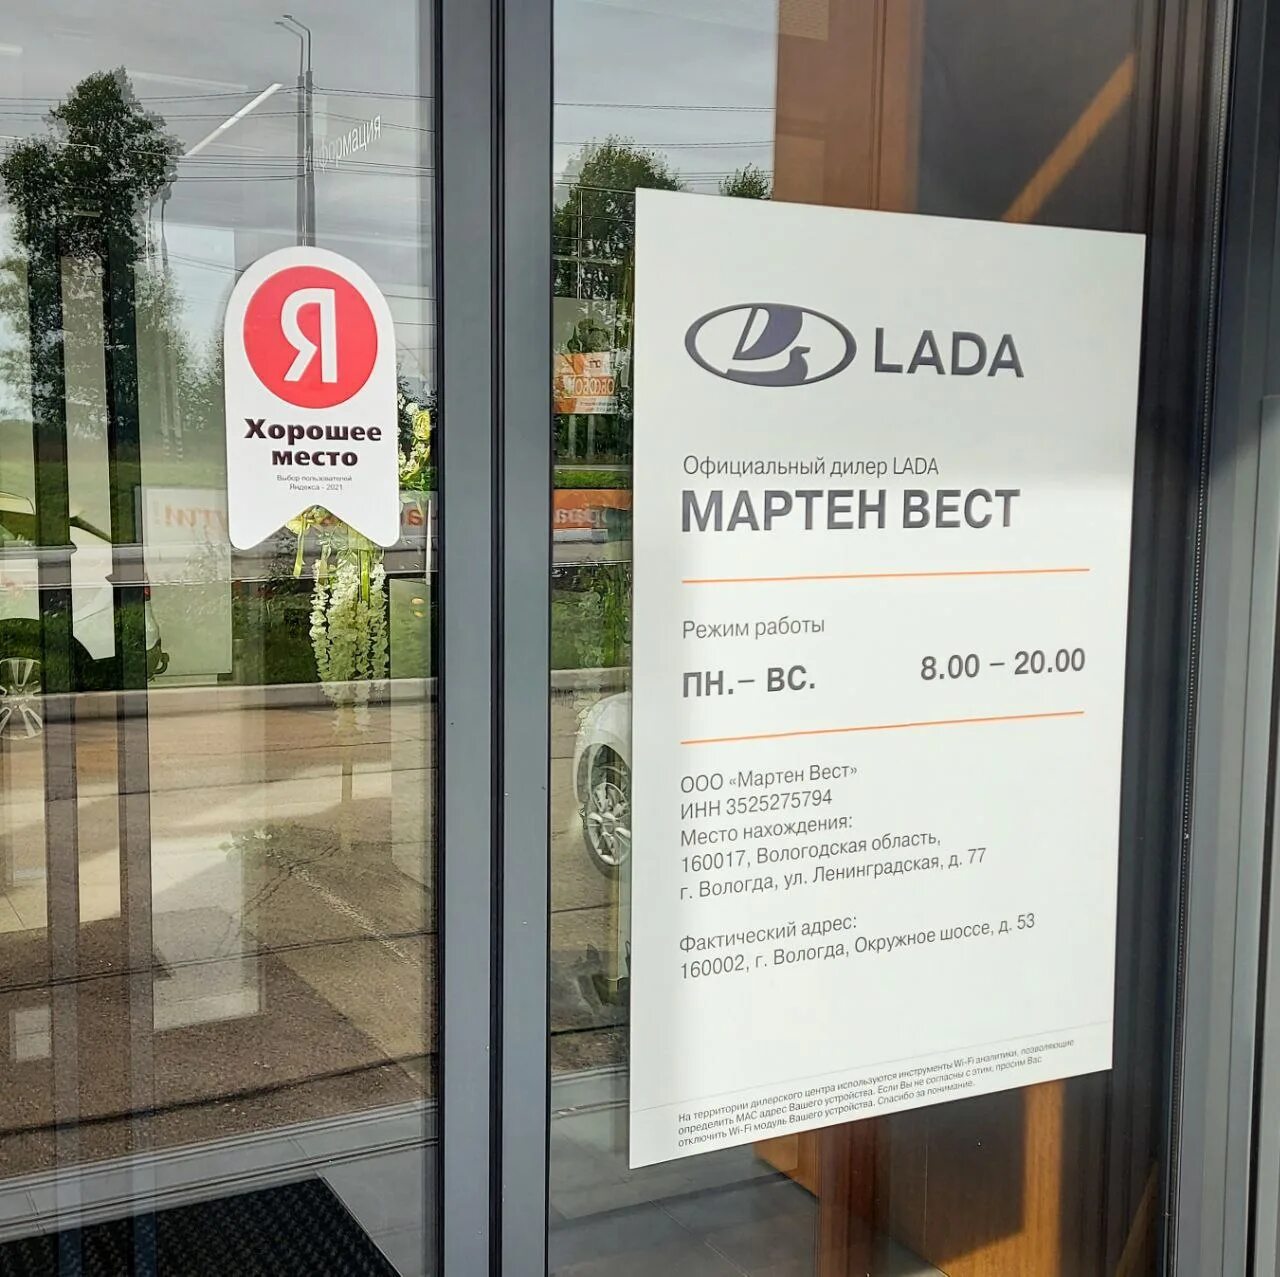 Я
Хорошее
место
Выбор пользователей
Яндекса - 2021
LADA
Официальный дилер LADA
МАРТЕН ВЕСТ
Режим работы
ПН.– ВС. 8.00 – 20.00
ООО «Мартен Вест»
ИНН 3525275794
Место нахождения:
160017, Вологодская область,
г. Вологда, ул. Ленинградская, д. 77
Фактический адрес:
160002, г. Вологда, Окружное шоссе, д. 53
На территории дилерского центра используются инструменты Wi-Fi аналитики, позволяющие
определить MAC адрес Вашего устройства. Если Вы не согласны с этим, просим Вас
отключить Wi-Fi модуль Вашего устройства. Спасибо за понимание.